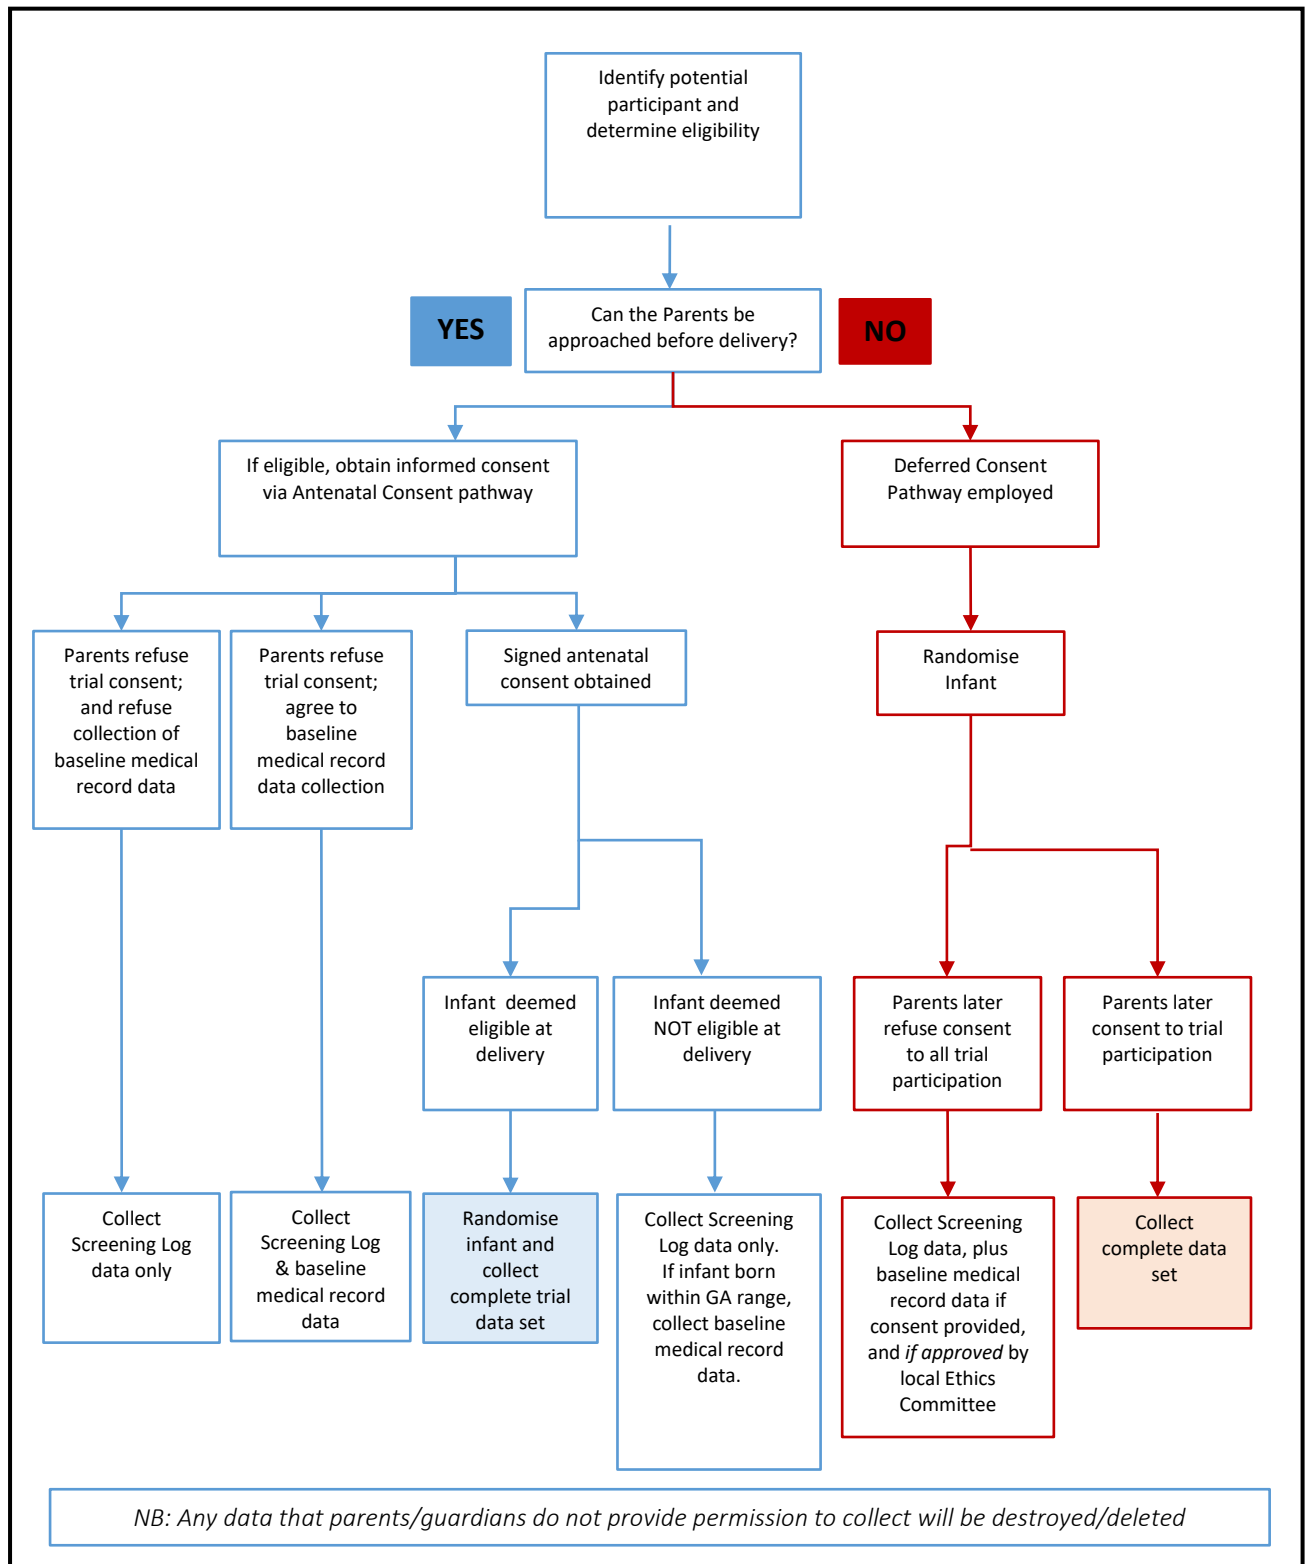 Identify potential
participant and
determine eligibility
YES
Can the Parents be
approached before delivery?
NO
If eligible, obtain informed consent
via Antenatal Consent pathway
Deferred Consent
Pathway employed
Parents refuse
trial consent;
and refuse
collection of
baseline medical
record data
Parents refuse
trial consent;
agree to
baseline
medical record
data collection
Signed antenatal
consent obtained
Randomise
Infant
Infant deemed
eligible at
delivery
Infant deemed
NOT eligible at
delivery
Parents later
refuse consent
to all trial
participation
Parents later
consent to trial
participation
Collect
Screening Log
data only
Collect
Screening Log
& baseline
medical record
data
Randomise
infant and
collect
complete trial
data set
Collect Screening
Log data only.
If infant born
within GA range,
collect baseline
medical record
data.
Collect Screening
Log data, plus
baseline medical
record data if
consent provided,
and if approved by
local Ethics
Committee
Collect
complete data
set
NB: Any data that parents/guardians do not provide permission to collect will be destroyed/deleted